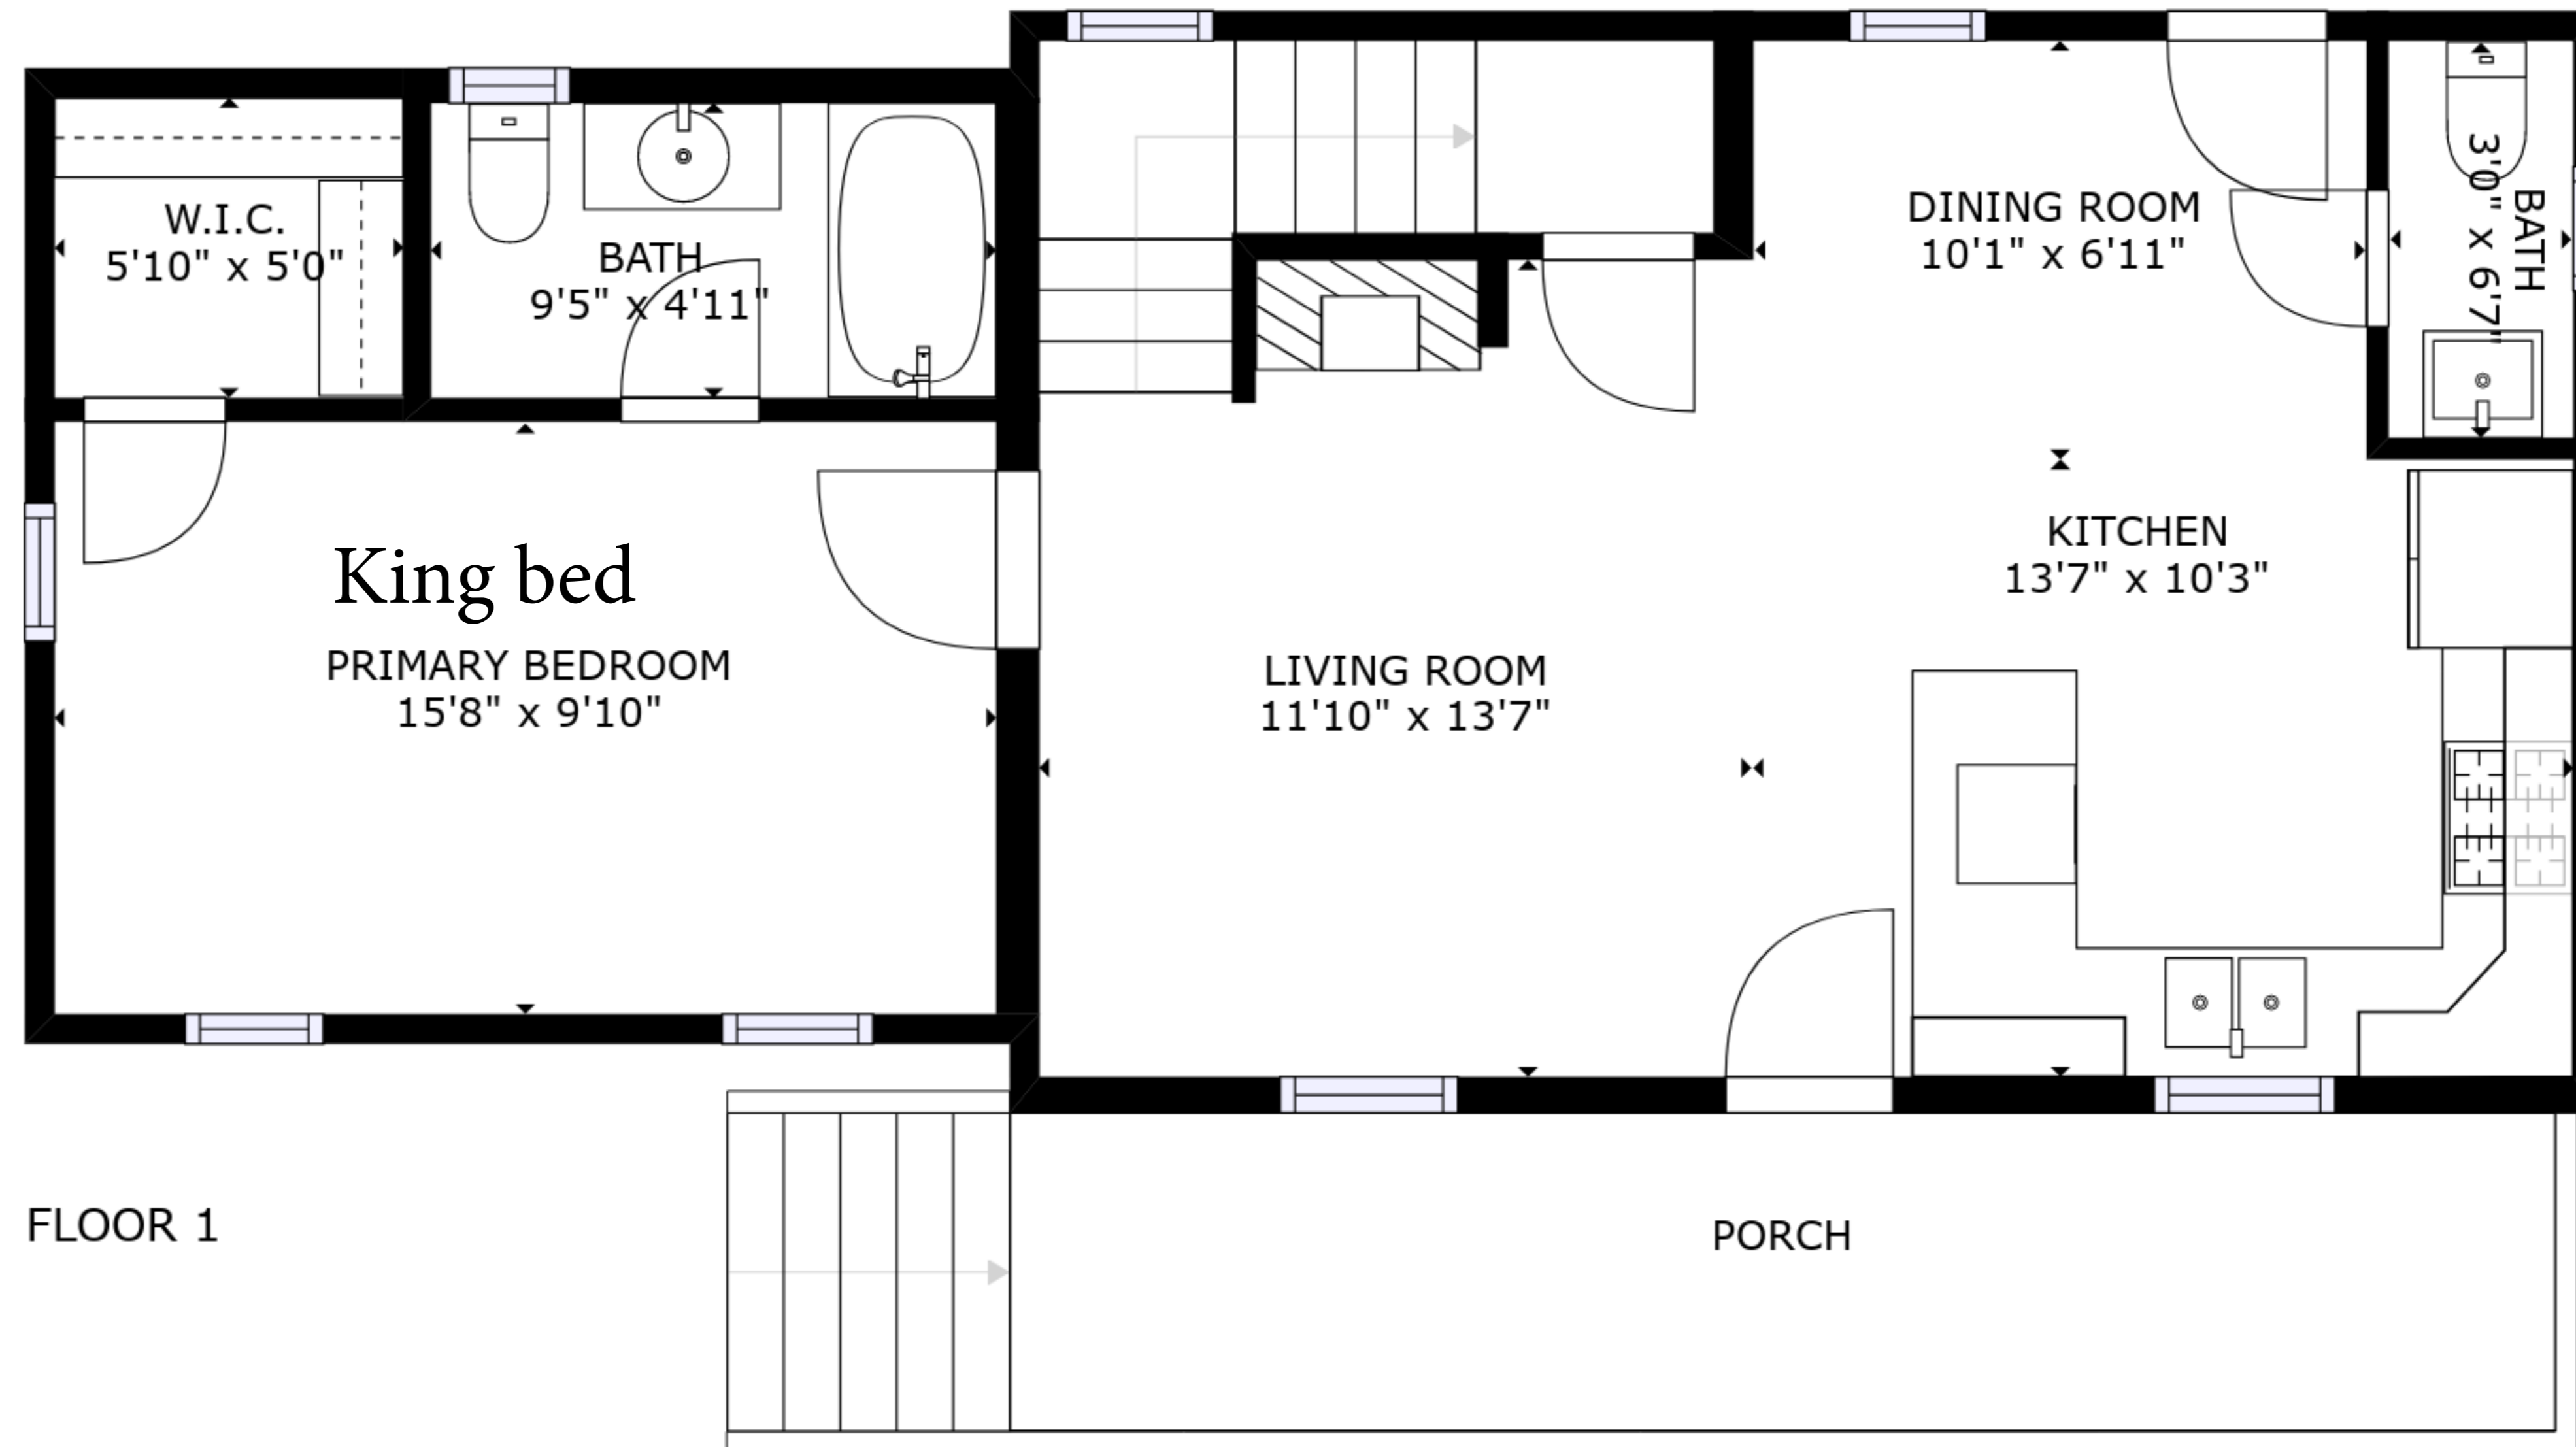 W.I.C.
5'10" x 5'0"
BATH
9'5" x 4'11"
DINING ROOM
10'1" x 6'11"
BATH
3'0" x 6'7"
King bed
PRIMARY BEDROOM
15'8" x 9'10"
LIVING ROOM
11'10" x 13'7"
KITCHEN
13'7" x 10'3"
FLOOR 1
PORCH